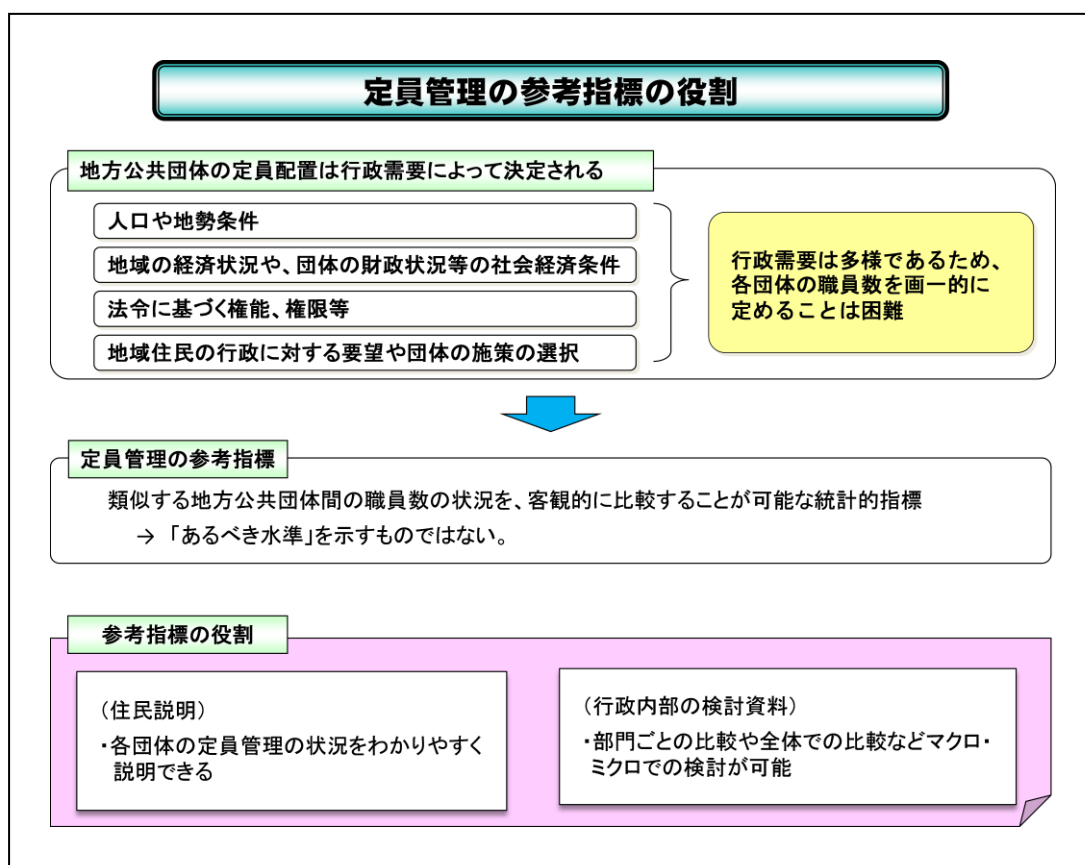 定員管理の参考指標の役割
地方公共団体の定員配置は行政需要によって決定される
人口や地勢条件
地域の経済状況や、団体の財政状況等の社会経済条件
法令に基づく権能、権限等
地域住民の行政に対する要望や団体の施策の選択
行政需要は多様であるため、
各団体の職員数を画一的に
定めることは困難
定員管理の参考指標
類似する地方公共団体間の職員数の状況を、客観的に比較することが可能な統計的指標
→ 「あるべき水準」を示すものではない。
参考指標の役割
（住民説明）
・各団体の定員管理の状況をわかりやすく
説明できる
（行政内部の検討資料）
・部門ごとの比較や全体での比較などマクロ・
ミクロでの検討が可能